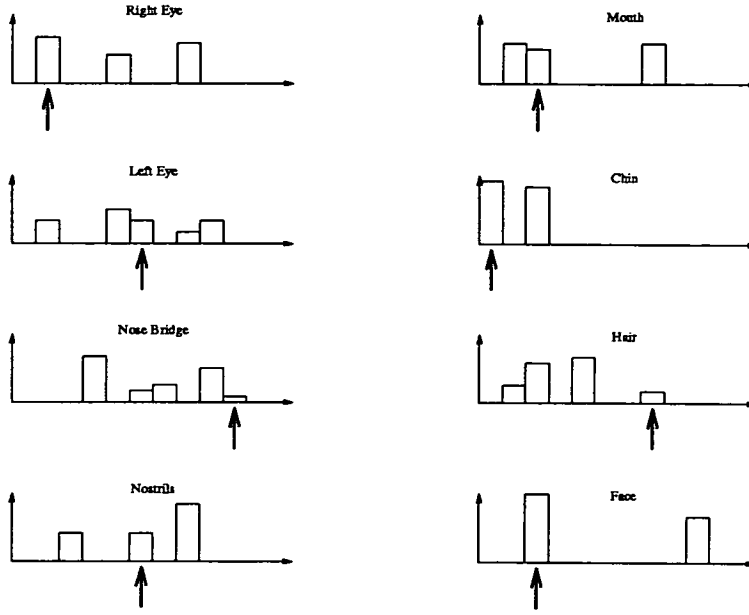 Right Eye
Mouth
Left Eye
Chin
Nose Bridge
Hair
Nostrils
Face